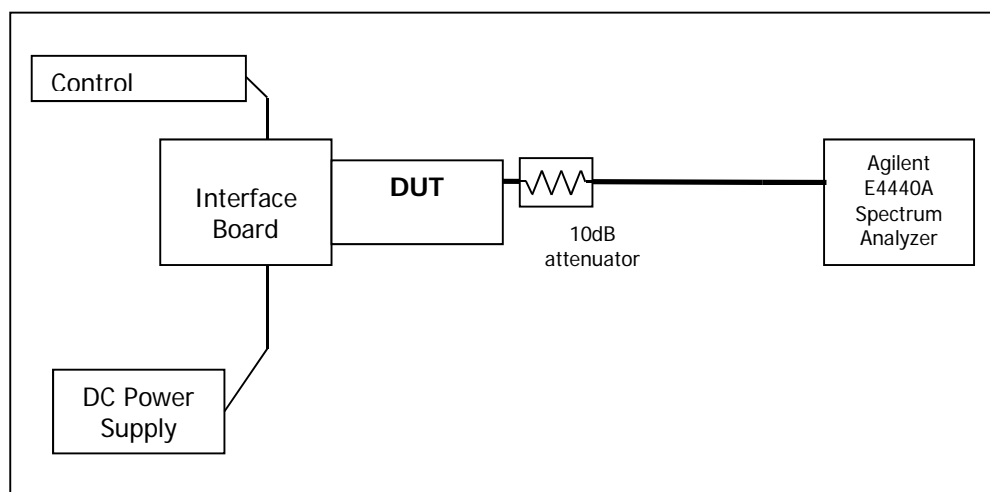 Control
Interface
Board
DUT
10dB
attenuator
Agilent
E4440A
Spectrum
Analyzer
DC Power
Supply